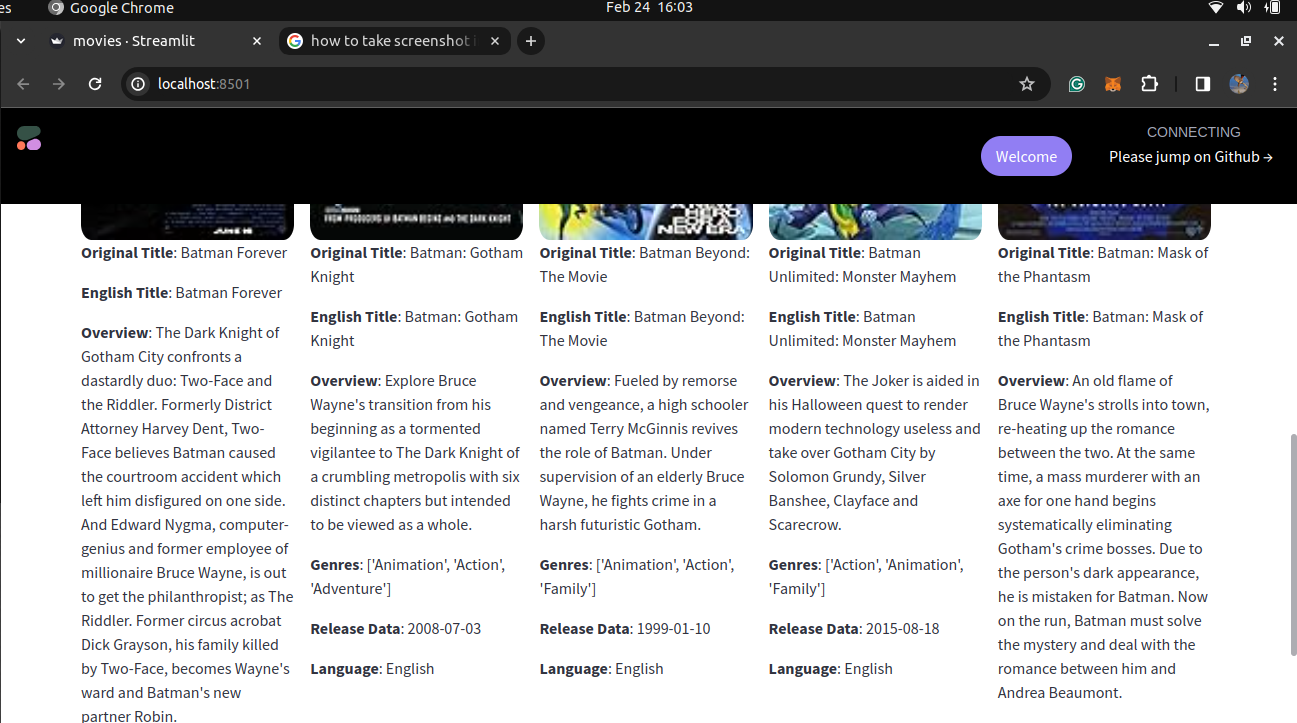 es
Google Chrome
Feb 24 16:03
movies · Streamlit
how to take screenshot
localhost:8501
CONNECTING
Welcome
Please jump on Github →
JUNE 16
FROM PRODUCERS OF BATMAN BEGINS AND THE DARK KNIGHT
HERO
NEW ERA
Original Title: Batman Forever
English Title: Batman Forever
Overview: The Dark Knight of
Gotham City confronts a
dastardly duo: Two-Face and
the Riddler. Formerly District
Attorney Harvey Dent, Two-
Face believes Batman caused
the courtroom accident which
left him disfigured on one side.
And Edward Nygma, computer-
genius and former employee of
millionaire Bruce Wayne, is out
to get the philanthropist; as The
Riddler. Former circus acrobat
Dick Grayson, his family killed
by Two-Face, becomes Wayne's
ward and Batman's new
partner Robin.
Original Title: Batman: Gotham
Knight
English Title: Batman: Gotham
Knight
Overview: Explore Bruce
Wayne's transition from his
beginning as a tormented
vigilantee to The Dark Knight of
a crumbling metropolis with six
distinct chapters but intended
to be viewed as a whole.
Genres: ['Animation', 'Action',
'Adventure']
Release Data: 2008-07-03
Language: English
Original Title: Batman Beyond:
The Movie
English Title: Batman Beyond:
The Movie
Overview: Fueled by remorse
and vengeance, a high schooler
named Terry McGinnis revives
the role of Batman. Under
supervision of an elderly Bruce
Wayne, he fights crime in a
harsh futuristic Gotham.
Genres: ['Animation', 'Action',
'Family']
Release Data: 1999-01-10
Language: English
Original Title: Batman
Unlimited: Monster Mayhem
English Title: Batman
Unlimited: Monster Mayhem
Overview: The Joker is aided in
his Halloween quest to render
modern technology useless and
take over Gotham City by
Solomon Grundy, Silver
Banshee, Clayface and
Scarecrow.
Genres: ['Action', 'Animation',
'Family']
Release Data: 2015-08-18
Language: English
Original Title: Batman: Mask of
the Phantasm
English Title: Batman: Mask of
the Phantasm
Overview: An old flame of
Bruce Wayne's strolls into town,
re-heating up the romance
between the two. At the same
time, a mass murderer with an
axe for one hand begins
systematically eliminating
Gotham's crime bosses. Due to
the person's dark appearance,
he is mistaken for Batman. Now
on the run, Batman must solve
the mystery and deal with the
romance between him and
Andrea Beaumont.